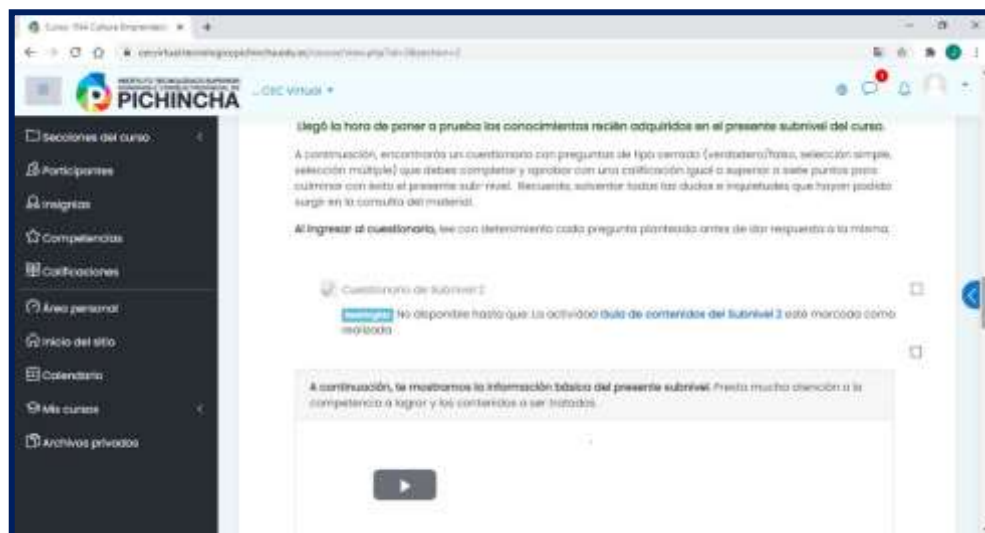 PICHINCHA
CEC Virtual
Secciones del curso
Participantes
Insignias
Competencias
Calificaciones
Área personal
Inicio del sitio
Calendario
Mis cursos
Archivos privados
Llegó la hora de poner a prueba los conocimientos recién adquiridos en el presente subnivel del curso.
A continuación, encontrarás un cuestionario con preguntas de tipo cerrado (verdadero/falso, selección simple,
selección múltiple) que debes completar y aprobar con una calificación igual o superior a siete puntos para
culminar con éxito el presente sub-nivel. Recuerda, solventar todas las dudas e inquietudes que hayan podido
surgir en la consulta del material.
Al ingresar al cuestionario, lee con detenimiento cada pregunta planteada antes de dar respuesta a la misma.
Cuestionario de Subnivel 2
No disponible hasta que: La actividad Guía de contenidos del Subnivel 2 esté marcada como
realizada
A continuación, te mostramos la información básica del presente subnivel. Presta mucha atención a la
competencia a lograr y los contenidos a ser tratados.